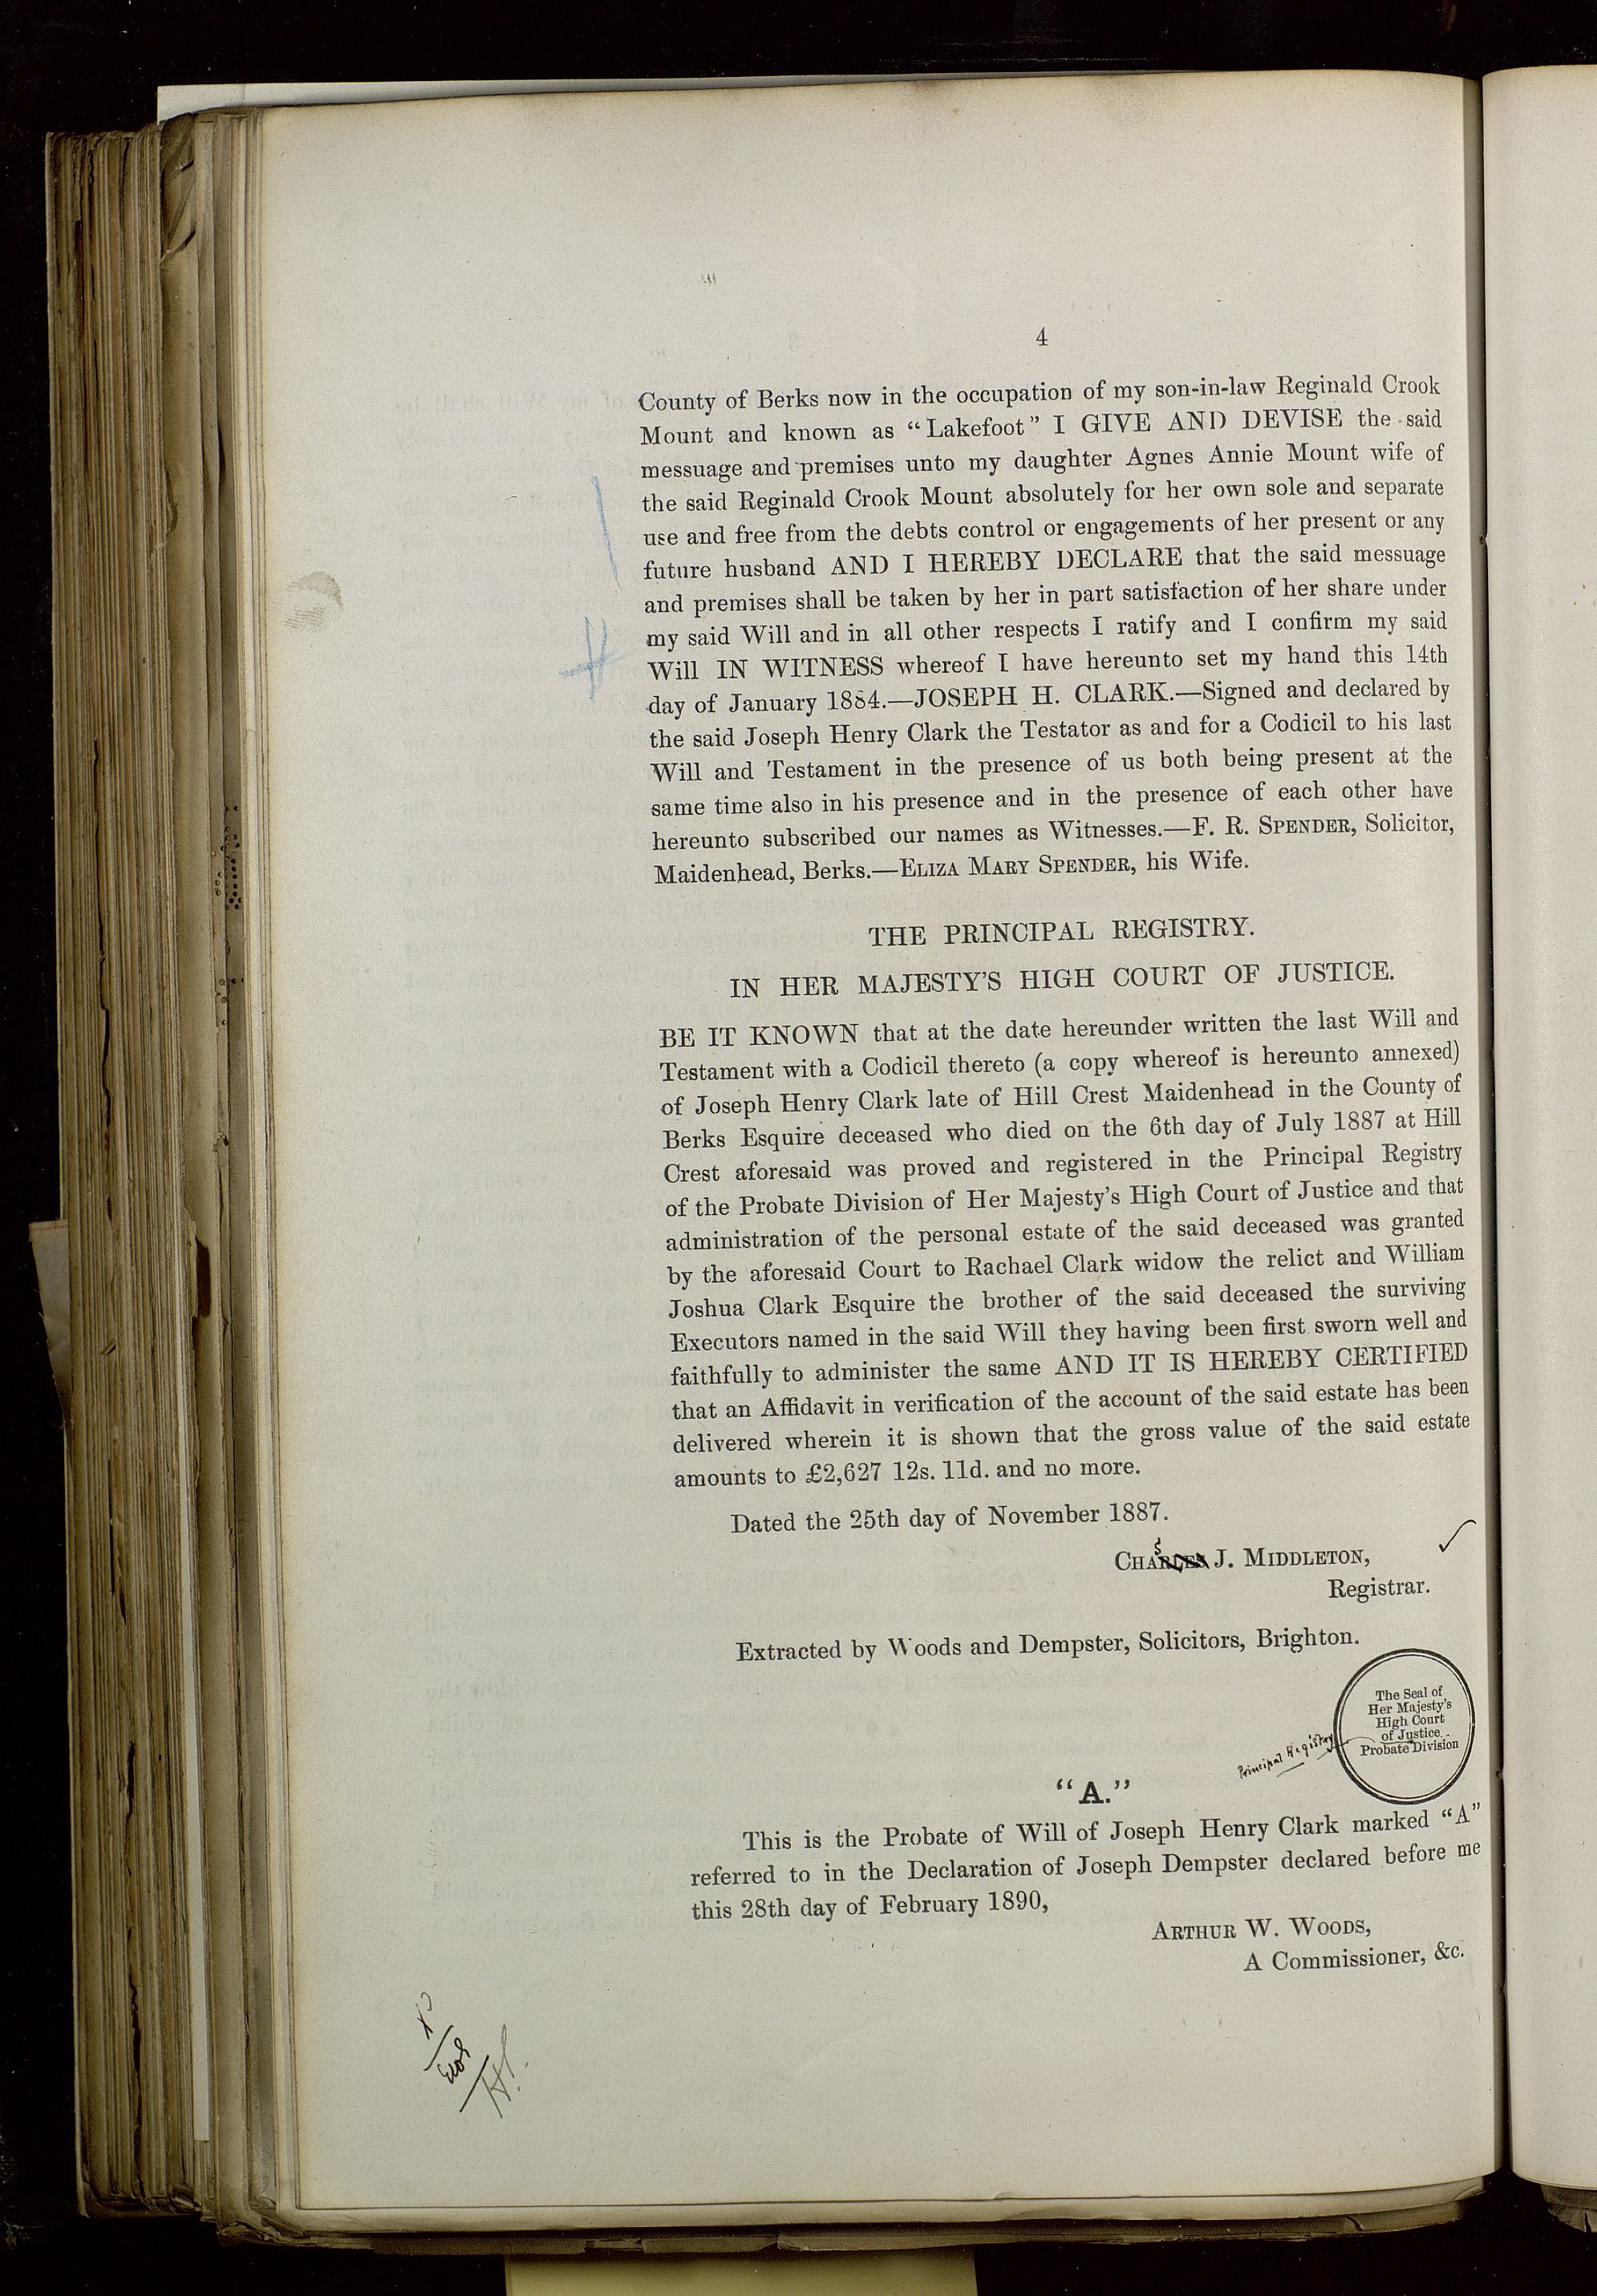 4
County of Berks now in the occupation of my son-in-law Reginald Crook
Mount and known as “Lakefoot” I GIVE AND DEVISE the said
messuage and premises unto my daughter Agnes Annie Mount wife of
the said Reginald Crook Mount absolutely for her own sole and separate
use and free from the debts control or engagements of her present or any
future husband AND I HEREBY DECLARE that the said messuage
and premises shall be taken by her in part satisfaction of her share under
my said Will and in all other respects I ratify and I confirm my said
Will IN WITNESS whereof I have hereunto set my hand this 14th
day of January 1884.—JOSEPH H. CLARK.—Signed and declared by
the said Joseph Henry Clark the Testator as and for a Codicil to his last
Will and Testament in the presence of us both being present at the
same time also in his presence and in the presence of each other have
hereunto subscribed our names as Witnesses.—F. R. SPENDER, Solicitor,
Maidenhead, Berks.—ELIZA MARY SPENDER, his Wife.
THE PRINCIPAL REGISTRY.
IN HER MAJESTY'S HIGH COURT OF JUSTICE.
BE IT KNOWN that at the date hereunder written the last Will and
Testament with a Codicil thereto (a copy whereof is hereunto annexed)
of Joseph Henry Clark late of Hill Crest Maidenhead in the County of
Berks Esquire deceased who died on the 6th day of July 1887 at Hill
Crest aforesaid was proved and registered in the Principal Registry
of the Probate Division of Her Majesty's High Court of Justice and that
administration of the personal estate of the said deceased was granted
by the aforesaid Court to Rachael Clark widow the relict and William
Joshua Clark Esquire the brother of the said deceased the surviving
Executors named in the said Will they having been first sworn well and
faithfully to administer the same AND IT IS HEREBY CERTIFIED
that an Affidavit in verification of the account of the said estate has been
delivered wherein it is shown that the gross value of the said estate
amounts to £2,627 12s. 11d. and no more.
Dated the 25th day of November 1887.
s
CHARLES J. MIDDLETON,
Registrar.
Extracted by Woods and Dempster, Solicitors, Brighton.
The Seal of
Her Majesty's
High Court
of Justice
Probate Division
Principal Registry
“A.”
This is the Probate of Will of Joseph Henry Clark marked “A”
referred to in the Declaration of Joseph Dempster declared before me
this 28th day of February 1890,
ARTHUR W. WOODS,
A Commissioner, &c.